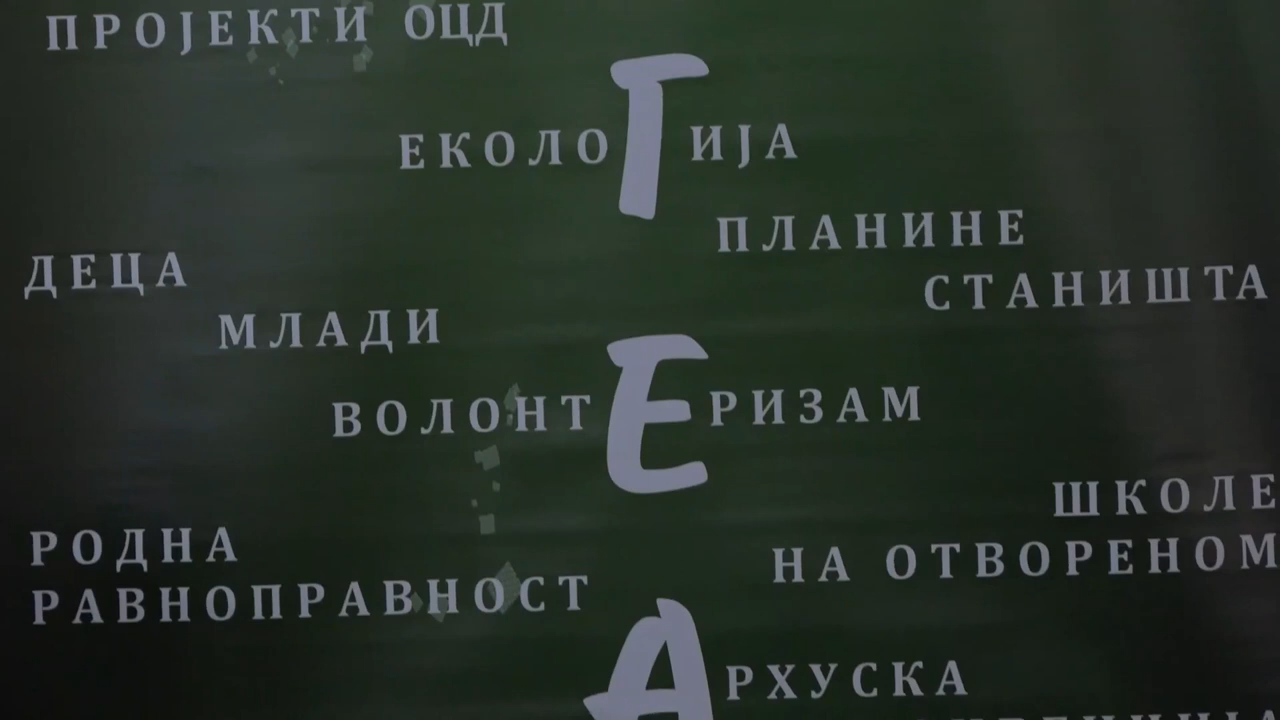 ПРОЈЕКТИ ОЦД
ЕКОЛОГИЈА
ПЛАНИНЕ
ДЕЦА
СТАНИШТА
МЛАДИ
ВОЛОНТЕРИЗАМ
ШКОЛЕ
НА ОТВОРЕНОМ
РОДНА
РАВНОПРАВНОСТ
АРХУСКА